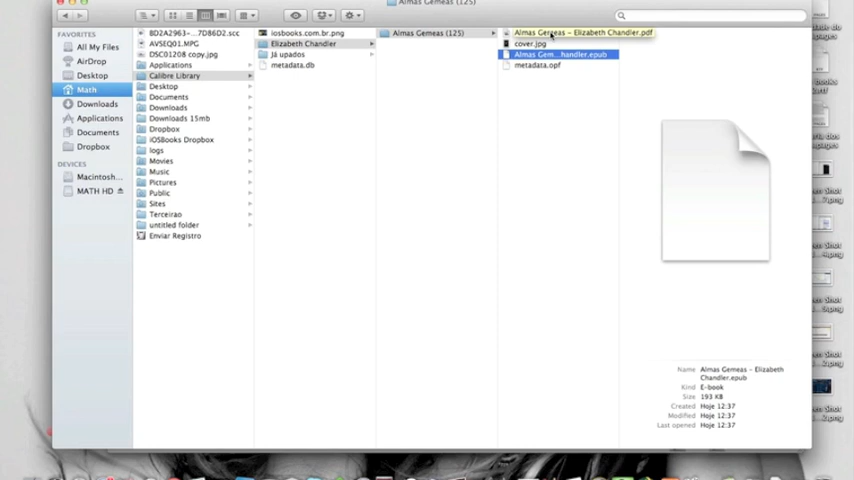 Almas Gemeas (125)
FAVORITES
All My Files
AirDrop
Desktop
Math
Downloads
Applications
Documents
Dropbox
DEVICES
Macintosh...
MATH HD
8D2A2963-...7D86D2.scc
AVSEQ01.MPG
DSC01208 copy.jpg
Applications
Calibre Library
Desktop
Documents
Downloads
Downloads 15mb
Dropbox
iOSBooks Dropbox
logs
Movies
Music
Pictures
Public
Sites
Terceirao
untitled folder
Enviar Registro
iosbooks.com.br.png
Elizabeth Chandler
Já upados
metadata.db
Almas Gemeas (125)
Almas Gemeas - Elizabeth Chandler.pdf
cover.jpg
Almas Gem...handler.epub
metadata.opf
Name Almas Gemeas - Elizabeth
Chandler.epub
Kind E-book
Size 193 KB
Created Hoje 12:37
Modified Hoje 12:37
Last opened Hoje 12:37